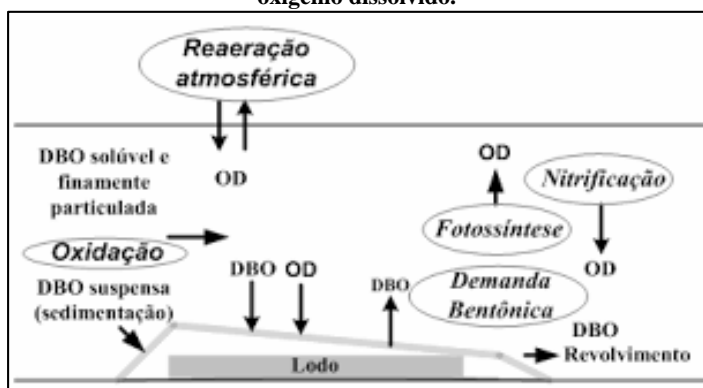 oxigênio dissolvido.
Reaeração
atmosférica
DBO solúvel e
finamente
particulada
OD
OD
Nitrificação
Fotossíntese
Oxidação
DBO OD
DBO
Demanda
Bentônica
OD
DBO suspensa
(sedimentação)
DBO
Revolvimento
Lodo